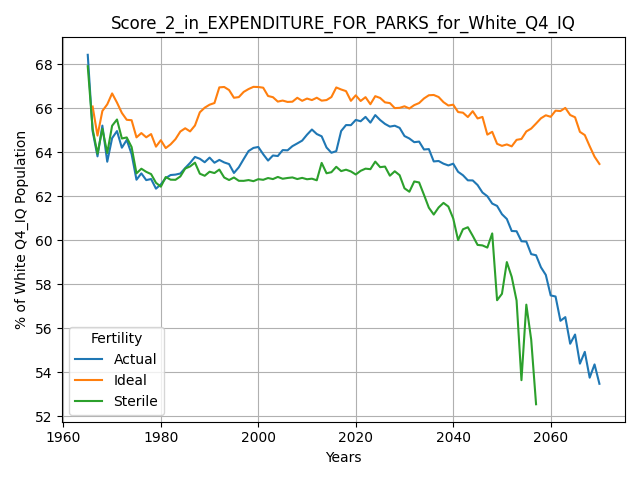 Score_2_in_EXPENDITURE_FOR_PARKS_for_White_Q4_IQ
% of White Q4_IQ Population
68
66
64
62
60
58
56
54
52
Fertility
Actual
Ideal
Sterile
1960 1980 2000 2020 2040 2060
Years